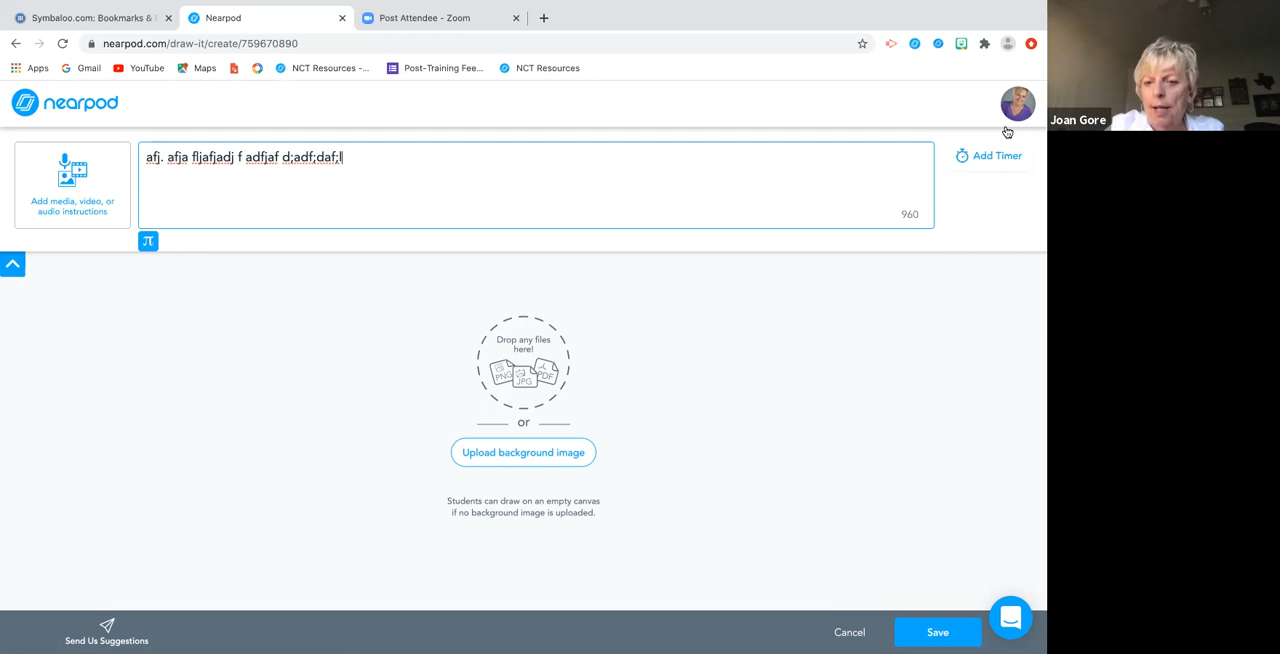 Symbaloo.com: Bookmarks &
Nearpod
Post Attendee - Zoom
nearpod.com/draw-it/create/759670890
Apps
Gmail
YouTube
Maps
NCT Resources -...
Post-Training Fee...
NCT Resources
nearpod
Joan Gore
Add media, video, or
audio instructions
afj. afja fljafjadj f adfjaf d;adf;daf;l
960
π
Add Timer
Drop any files
here!
PNG
JPG
PDF
or
Upload background image
Students can draw on an empty canvas
if no background image is uploaded.
Send Us Suggestions
Cancel
Save